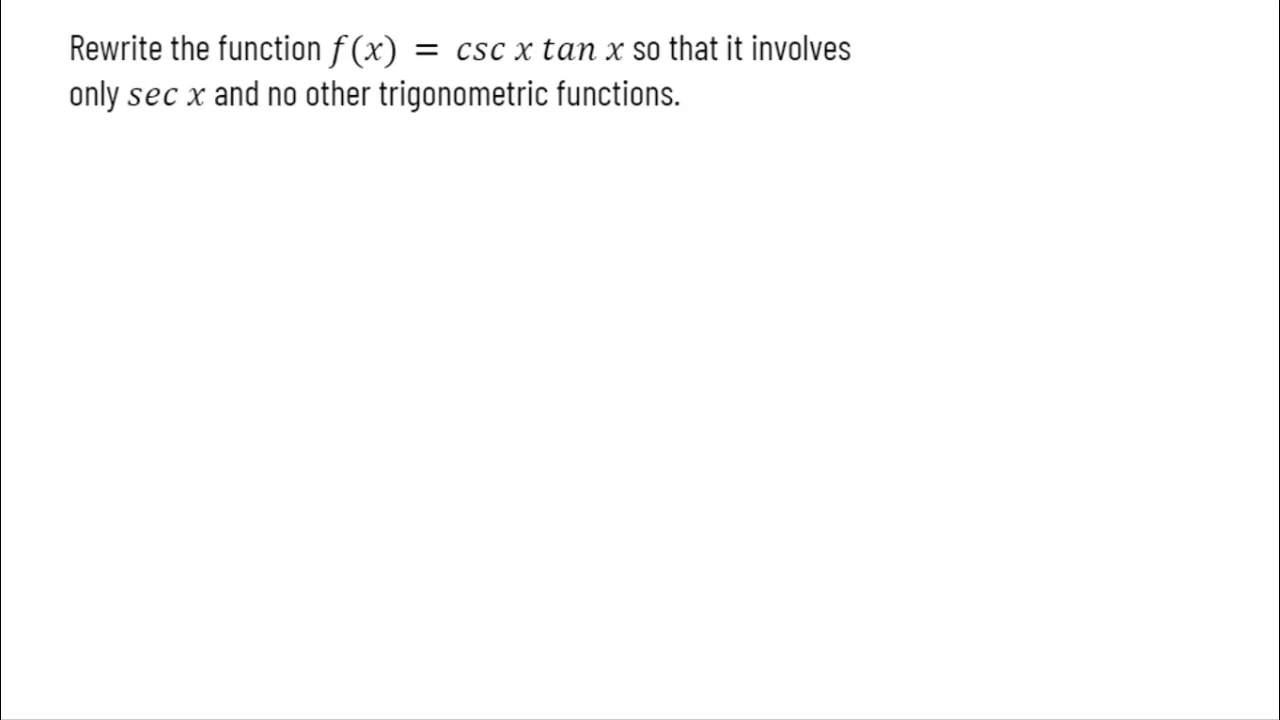 Rewrite the function f(x) = csc x tan x so that it involves
only sec x and no other trigonometric functions.